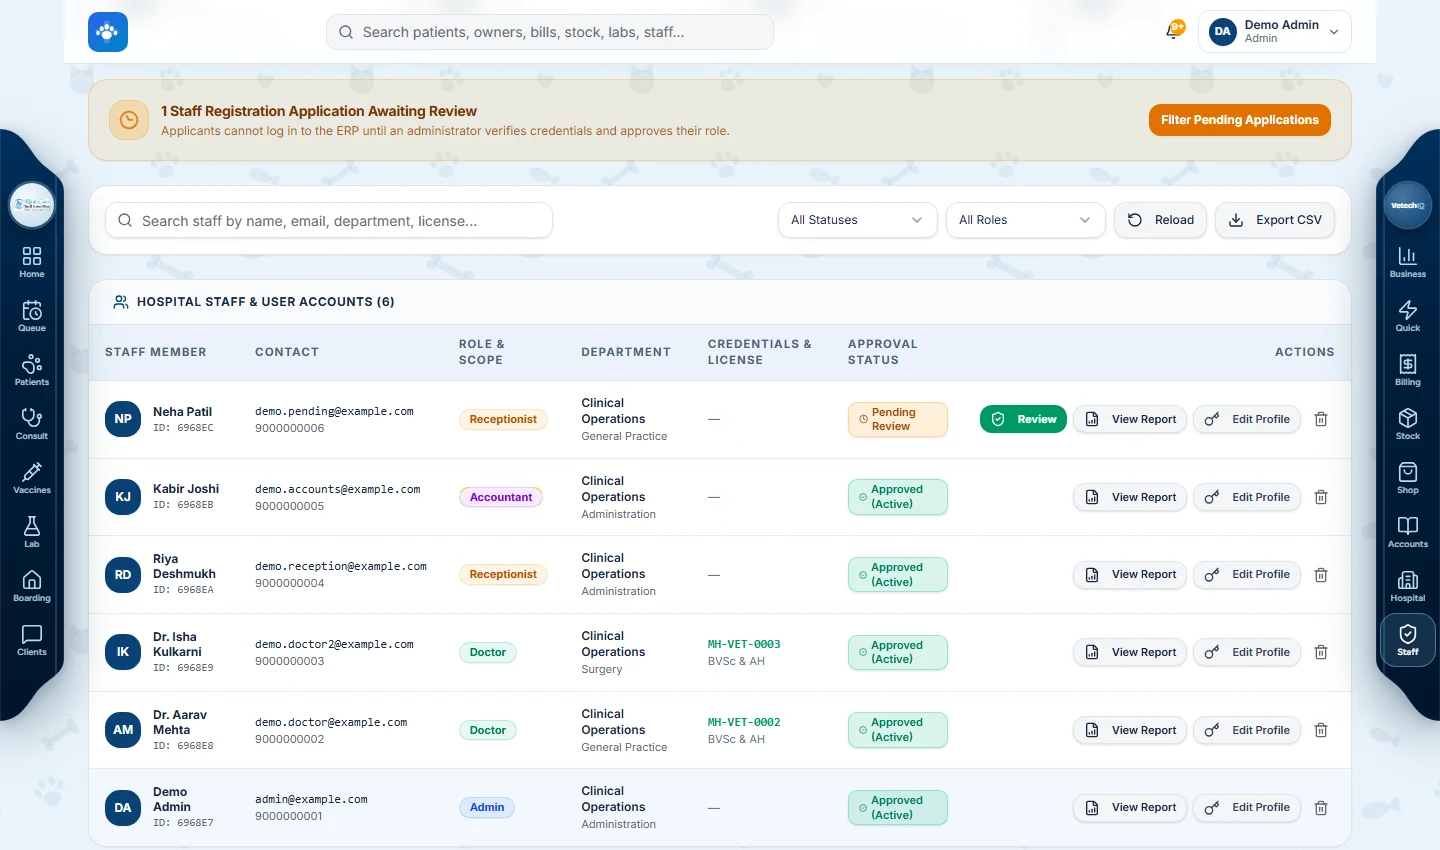 Search patients, owners, bills, stock, labs, staff...
9+
DA
Demo Admin
Admin
1 Staff Registration Application Awaiting Review
Applicants cannot log in to the ERP until an administrator verifies credentials and approves their role.
Filter Pending Applications
Search staff by name, email, department, license...
All Statuses
All Roles
Reload
Export CSV
Home
Queue
Patients
Consult
Vaccines
Lab
Boarding
Clients
VetechIQ
Business
Quick
Billing
Stock
Shop
Accounts
Hospital
Staff
HOSPITAL STAFF & USER ACCOUNTS (6)
STAFF MEMBER
CONTACT
ROLE &
SCOPE
DEPARTMENT
CREDENTIALS &
LICENSE
APPROVAL
STATUS
ACTIONS
NP
Neha Patil
ID: 6968EC
demo.pending@example.com
9000000006
Receptionist
Clinical
Operations
General Practice
—
Pending
Review
Review
View Report
Edit Profile
KJ
Kabir Joshi
ID: 6968EB
demo.accounts@example.com
9000000005
Accountant
Clinical
Operations
Administration
—
Approved
(Active)
View Report
Edit Profile
RD
Riya
Deshmukh
ID: 6968EA
demo.reception@example.com
9000000004
Receptionist
Clinical
Operations
Administration
—
Approved
(Active)
View Report
Edit Profile
IK
Dr. Isha
Kulkarni
ID: 6968E9
demo.doctor2@example.com
9000000003
Doctor
Clinical
Operations
Surgery
MH-VET-0003
BVSc & AH
Approved
(Active)
View Report
Edit Profile
AM
Dr. Aarav
Mehta
ID: 6968E8
demo.doctor@example.com
9000000002
Doctor
Clinical
Operations
General Practice
MH-VET-0002
BVSc & AH
Approved
(Active)
View Report
Edit Profile
DA
Demo
Admin
ID: 6968E7
admin@example.com
9000000001
Admin
Clinical
Operations
Administration
—
Approved
(Active)
View Report
Edit Profile